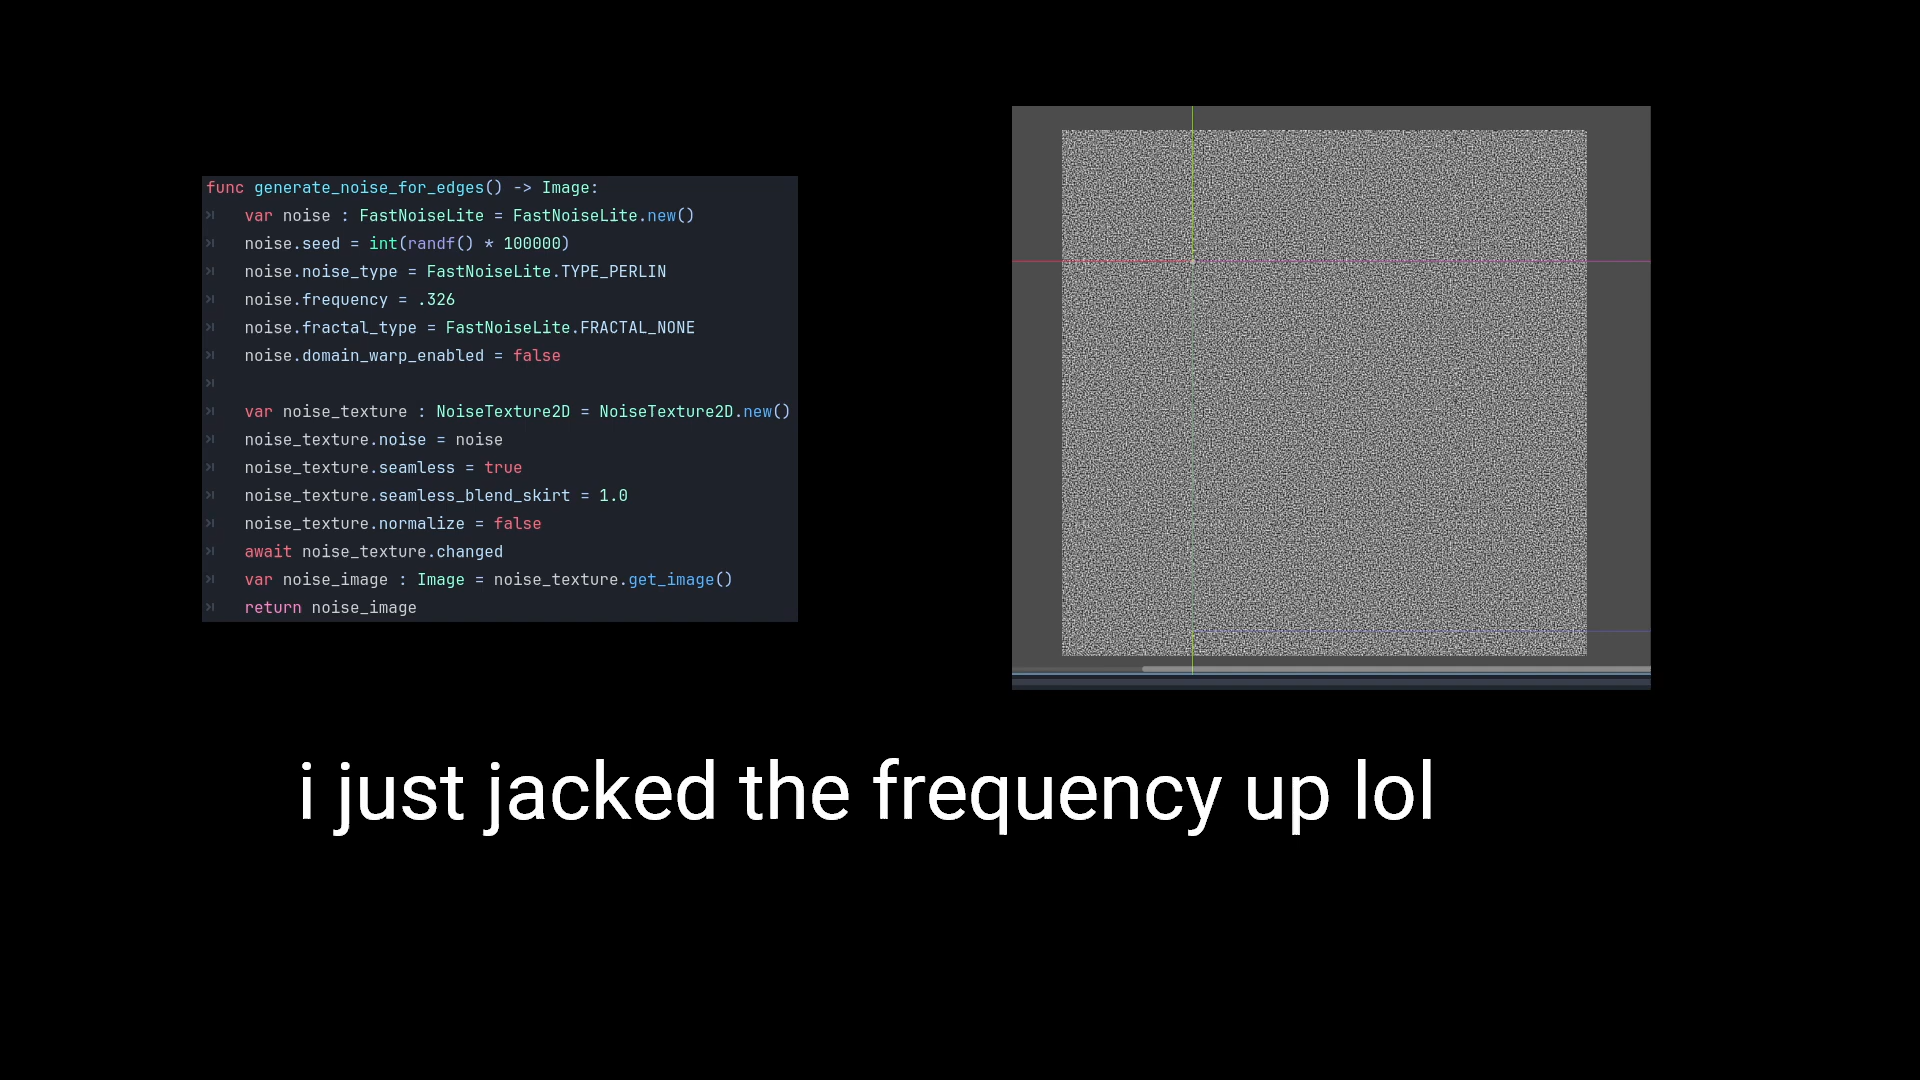 func generate_noise_for_edges() -> Image:
var noise : FastNoiseLite = FastNoiseLite.new()
noise.seed = int(randf() * 100000)
noise.noise_type = FastNoiseLite.TYPE_PERLIN
noise.frequency = .326
noise.fractal_type = FastNoiseLite.FRACTAL_NONE
noise.domain_warp_enabled = false
var noise_texture : NoiseTexture2D = NoiseTexture2D.new()
noise_texture.noise = noise
noise_texture.seamless = true
noise_texture.seamless_blend_skirt = 1.0
noise_texture.normalize = false
await noise_texture.changed
var noise_image : Image = noise_texture.get_image()
return noise_image
i just jacked the frequency up lol